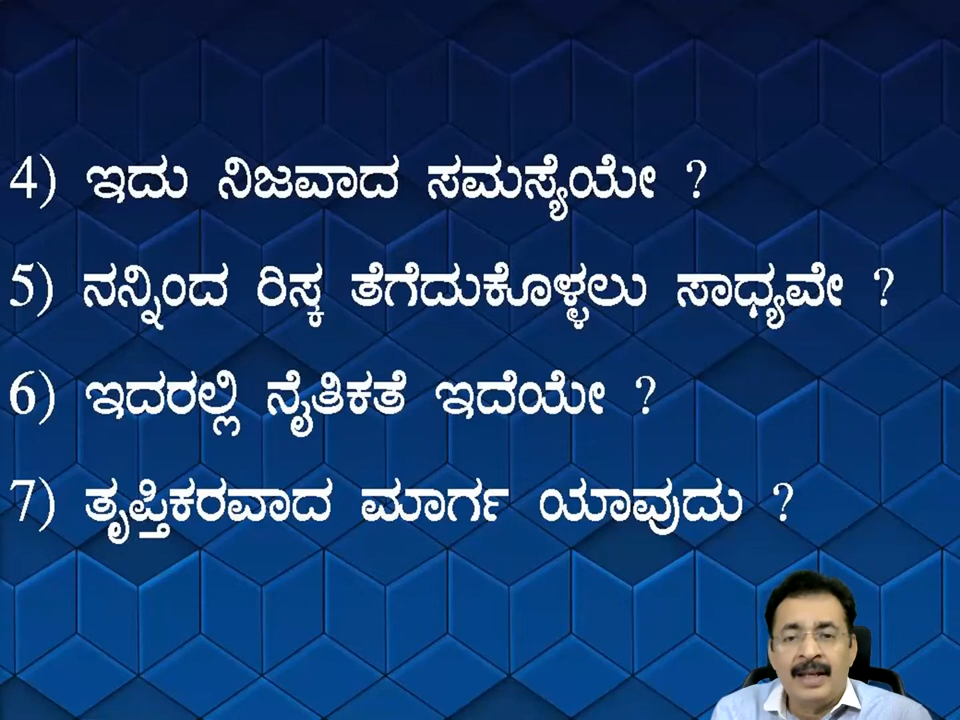 4) ಇದು ನಿಜವಾದ ಸಮಸ್ಯೆಯೇ ?
5) ನನ್ನಿಂದ ರಿಸ್ಕ ತೆಗೆದುಕೊಳ್ಳಲು ಸಾಧ್ಯವೇ ?
6) ಇದರಲ್ಲಿ ನೈತಿಕತೆ ಇದೆಯೇ ?
7) ತೃಪ್ತಿಕರವಾದ ಮಾರ್ಗ ಯಾವುದು ?